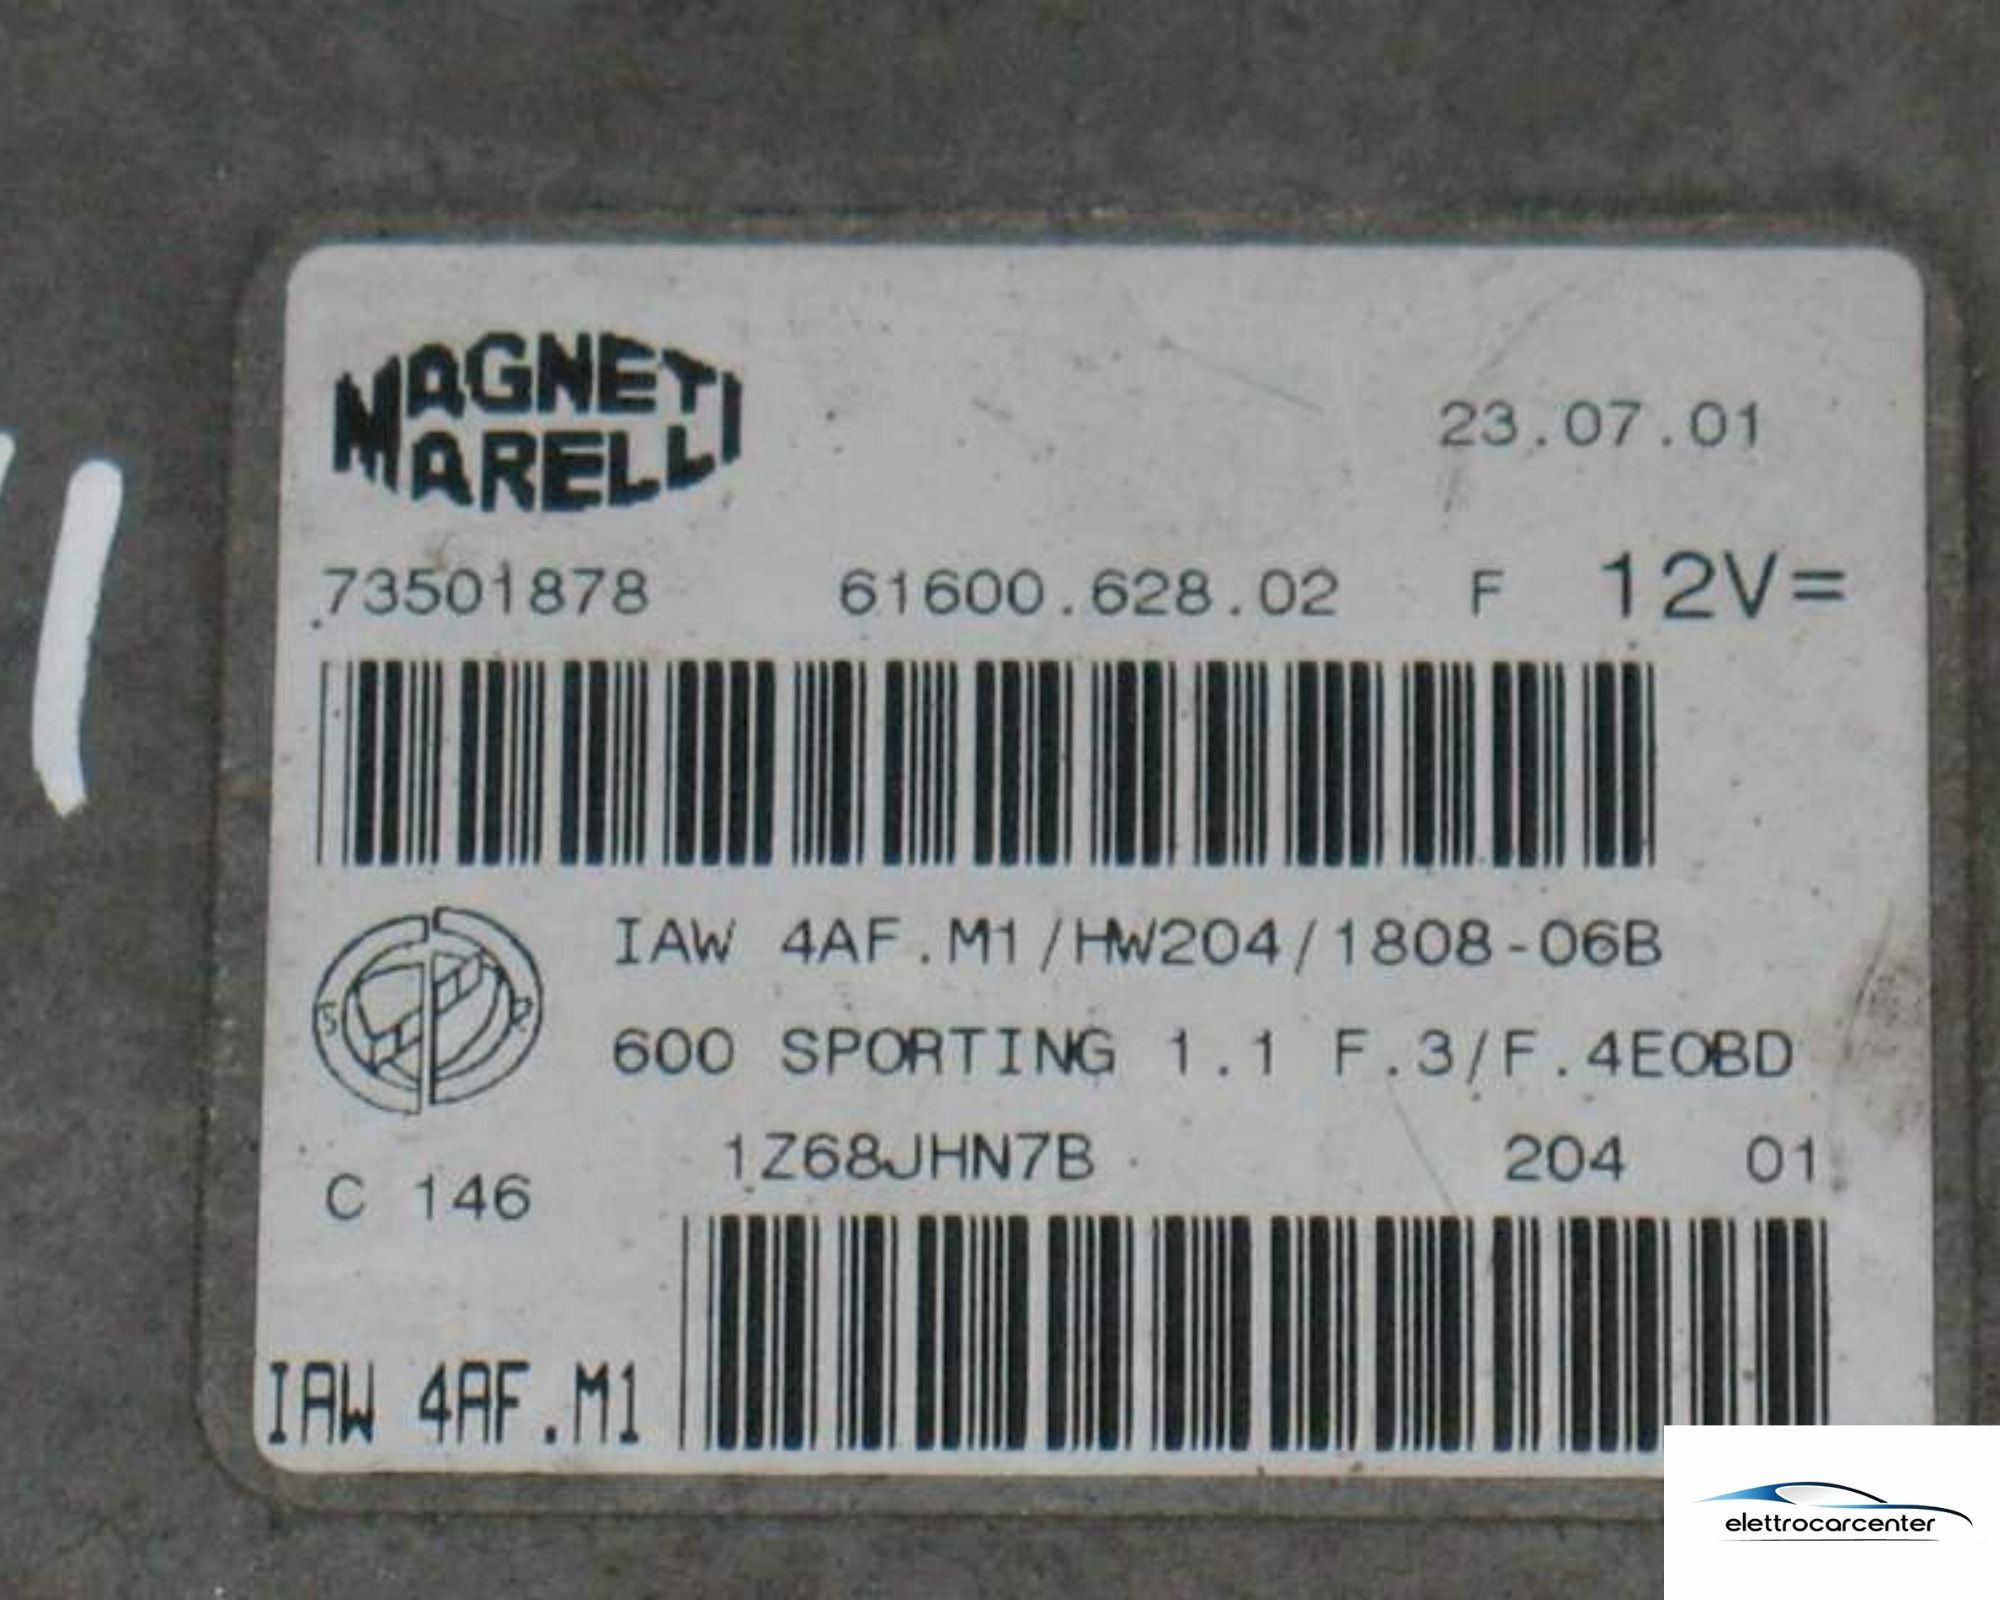 MAGNETI
MARELLI
23.07.01
73501878 61600.628.02 F 12V=
IAW 4AF.M1/HW204/1808-06B
600 SPORTING 1.1 F.3/F.4EOBD
1Z68JHN7B 204 01
C 146
IAW 4AF.M1
elettrocarcenter